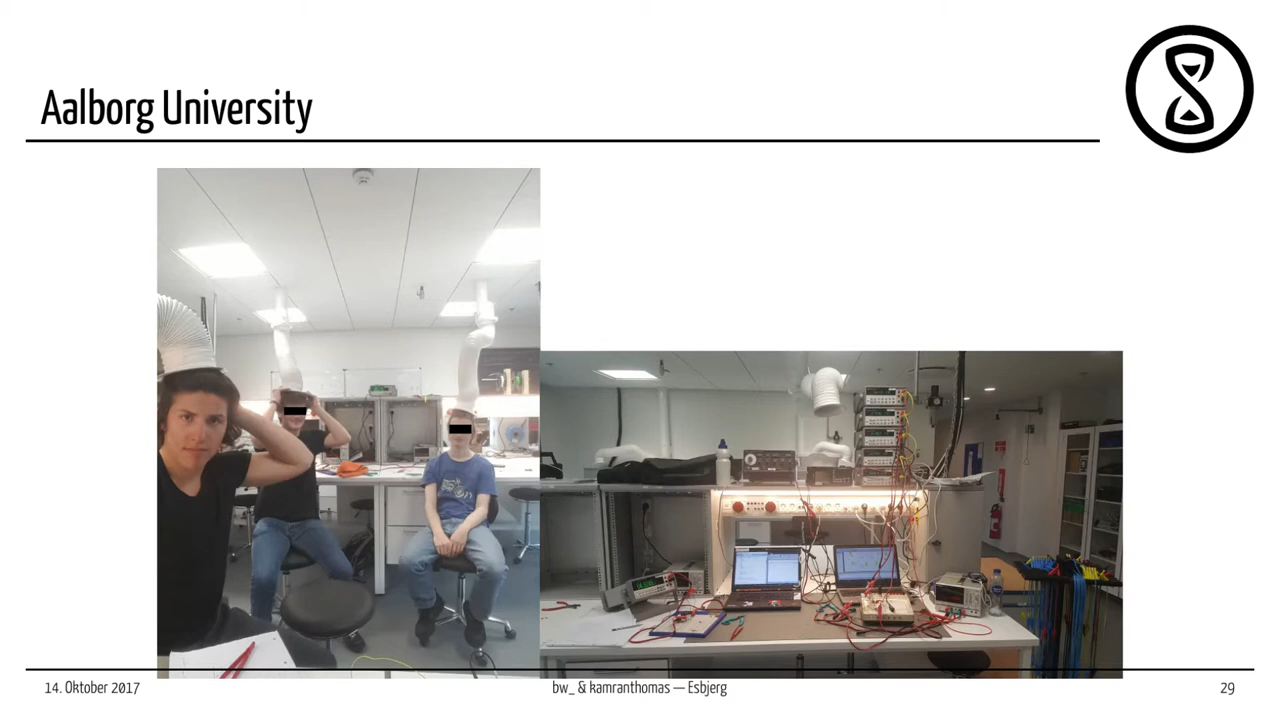 Aalborg University
14. Oktober 2017
bw_ & kamranthomas — Esbjerg
29